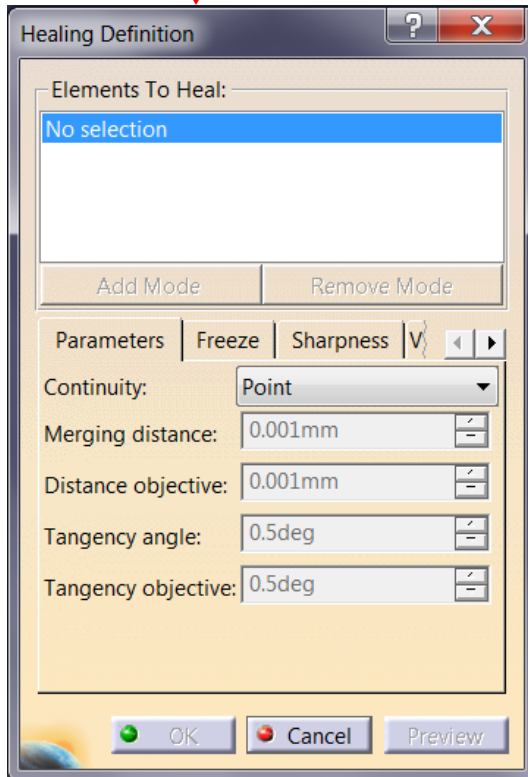 Healing Definition
Elements To Heal:
No selection
Add Mode Remove Mode
Parameters Freeze Sharpness V
Continuity: Point
Merging distance: 0.001mm
Distance objective: 0.001mm
Tangency angle: 0.5deg
Tangency objective: 0.5deg
OK Cancel Preview